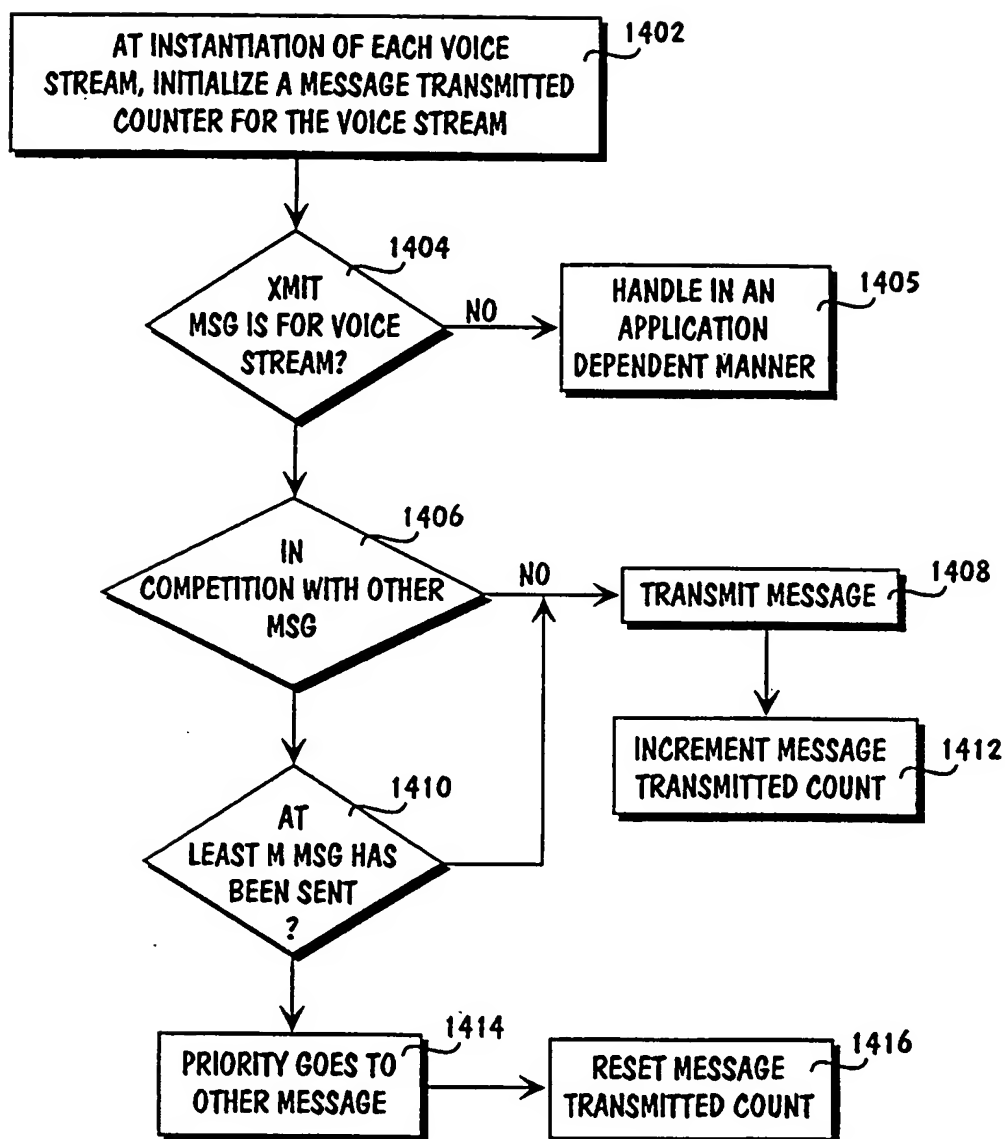 1402
AT INSTANTIATION OF EACH VOICE
STREAM, INITIALIZE A MESSAGE TRANSMITTED
COUNTER FOR THE VOICE STREAM
1404
XMIT
MSG IS FOR VOICE
STREAM?
NO
1405
HANDLE IN AN
APPLICATION
DEPENDENT MANNER
1406
IN
COMPETITION WITH OTHER
MSG
NO
1408
TRANSMIT MESSAGE
1412
INCREMENT MESSAGE
TRANSMITTED COUNT
1410
AT
LEAST M MSG HAS
BEEN SENT
?
1414
PRIORITY GOES TO
OTHER MESSAGE
1416
RESET MESSAGE
TRANSMITTED COUNT